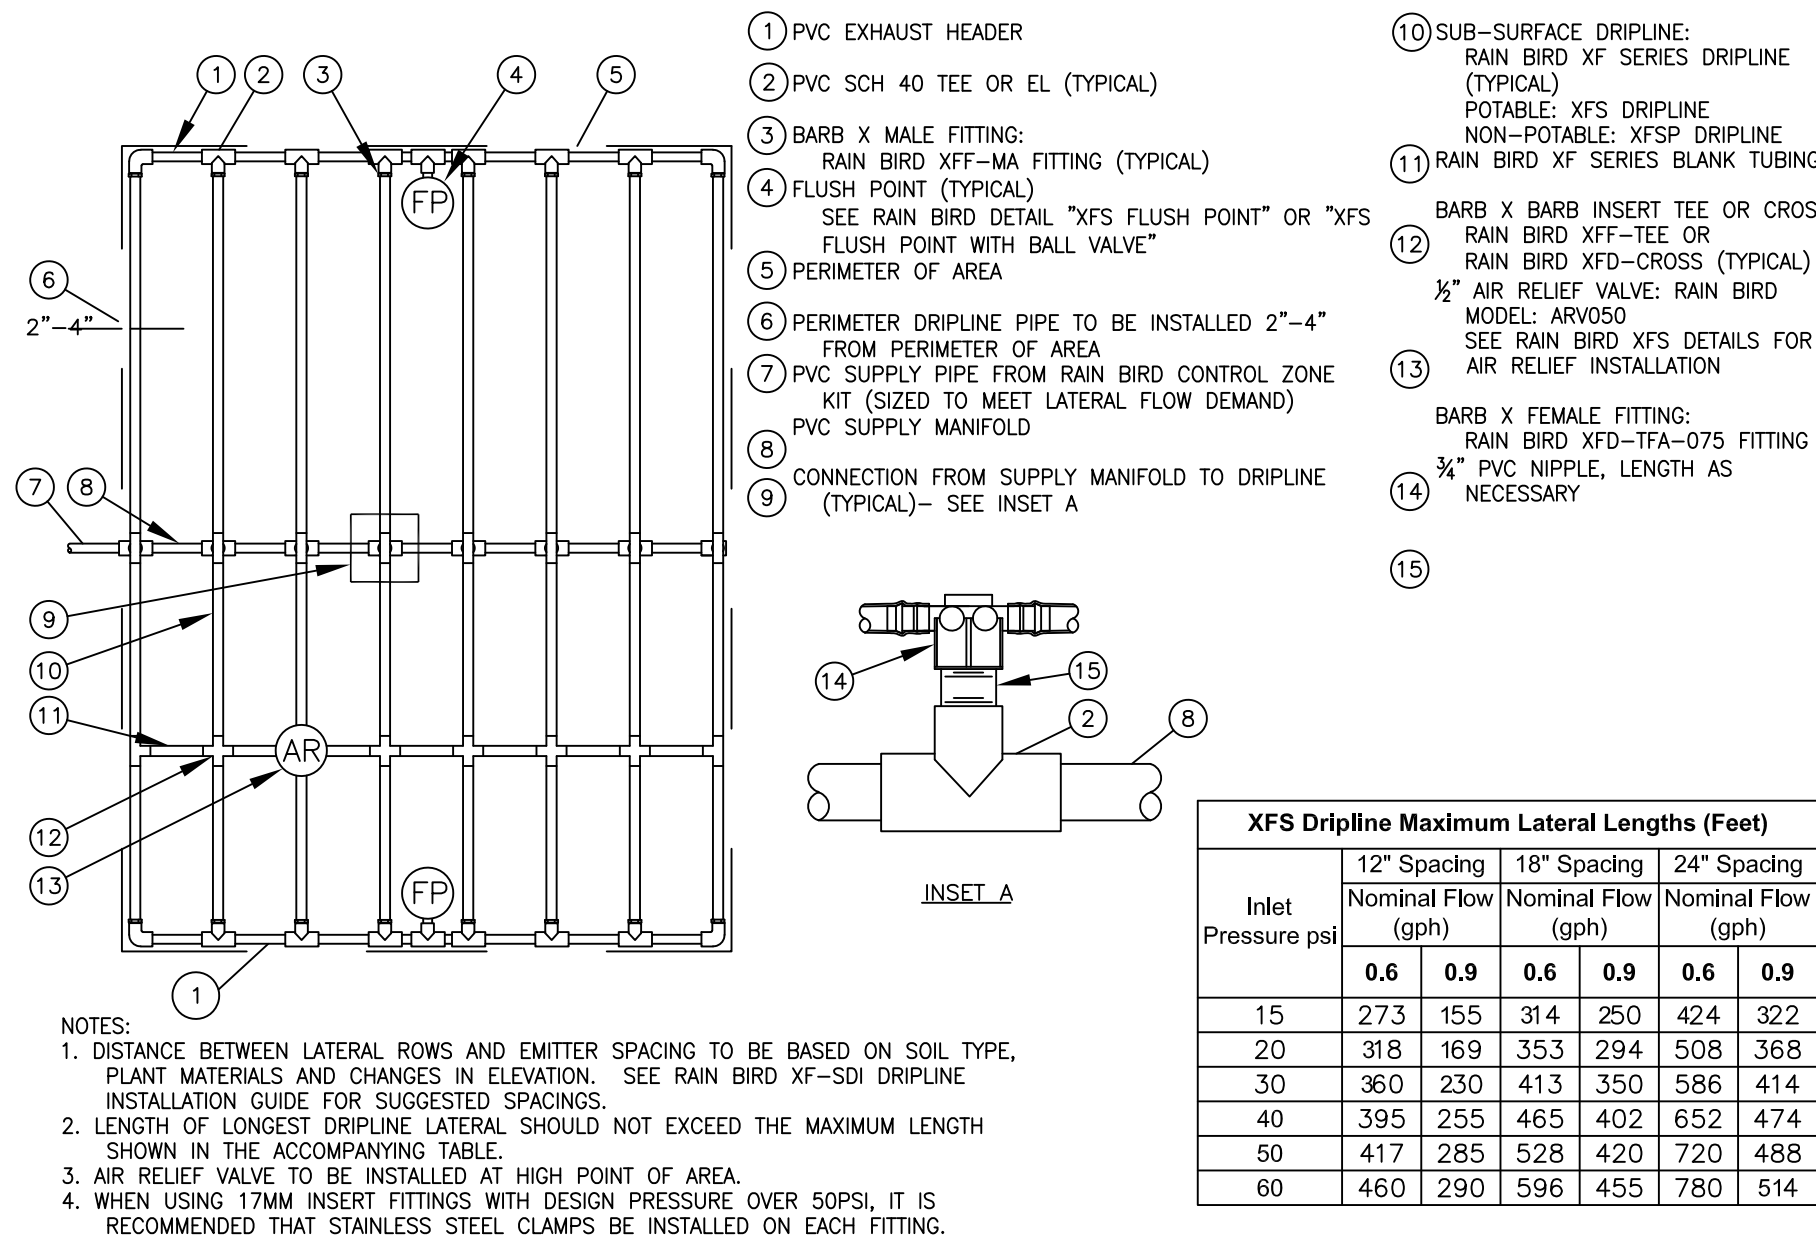 1 PVC EXHAUST HEADER
2 PVC SCH 40 TEE OR EL (TYPICAL)
3 BARB X MALE FITTING:
RAIN BIRD XFF-MA FITTING (TYPICAL)
4 FLUSH POINT (TYPICAL)
SEE RAIN BIRD DETAIL "XFS FLUSH POINT" OR "XFS
FLUSH POINT WITH BALL VALVE"
5 PERIMETER OF AREA
6 PERIMETER DRIPLINE PIPE TO BE INSTALLED 2"-4"
FROM PERIMETER OF AREA
7 PVC SUPPLY PIPE FROM RAIN BIRD CONTROL ZONE
KIT (SIZED TO MEET LATERAL FLOW DEMAND)
PVC SUPPLY MANIFOLD
8
CONNECTION FROM SUPPLY MANIFOLD TO DRIPLINE
9 (TYPICAL)- SEE INSET A
10 SUB-SURFACE DRIPLINE:
RAIN BIRD XF SERIES DRIPLINE
(TYPICAL)
POTABLE: XFS DRIPLINE
NON-POTABLE: XFSP DRIPLINE
11 RAIN BIRD XF SERIES BLANK TUBING
BARB X BARB INSERT TEE OR CROS
12 RAIN BIRD XFF-TEE OR
RAIN BIRD XFD-CROSS (TYPICAL)
½" AIR RELIEF VALVE: RAIN BIRD
MODEL: ARV050
SEE RAIN BIRD XFS DETAILS FOR
13 AIR RELIEF INSTALLATION
BARB X FEMALE FITTING:
RAIN BIRD XFD-TFA-075 FITTING
¾" PVC NIPPLE, LENGTH AS
14 NECESSARY
15
1 2 3 4 5
FP
6
2"-4"
7 8
9
10
11
AR
12
13
FP
1
14
15
2
8
INSET A
XFS Dripline Maximum Lateral Lengths (Feet)
Inlet Pressure psi
12" Spacing 18" Spacing 24" Spacing
Nominal Flow (gph) Nominal Flow (gph) Nominal Flow (gph)
0.6 0.9 0.6 0.9 0.6 0.9
15 273 155 314 250 424 322
20 318 169 353 294 508 368
30 360 230 413 350 586 414
40 395 255 465 402 652 474
50 417 285 528 420 720 488
60 460 290 596 455 780 514
NOTES:
1. DISTANCE BETWEEN LATERAL ROWS AND EMITTER SPACING TO BE BASED ON SOIL TYPE,
PLANT MATERIALS AND CHANGES IN ELEVATION. SEE RAIN BIRD XF-SDI DRIPLINE
INSTALLATION GUIDE FOR SUGGESTED SPACINGS.
2. LENGTH OF LONGEST DRIPLINE LATERAL SHOULD NOT EXCEED THE MAXIMUM LENGTH
SHOWN IN THE ACCOMPANYING TABLE.
3. AIR RELIEF VALVE TO BE INSTALLED AT HIGH POINT OF AREA.
4. WHEN USING 17MM INSERT FITTINGS WITH DESIGN PRESSURE OVER 50PSI, IT IS
RECOMMENDED THAT STAINLESS STEEL CLAMPS BE INSTALLED ON EACH FITTING.